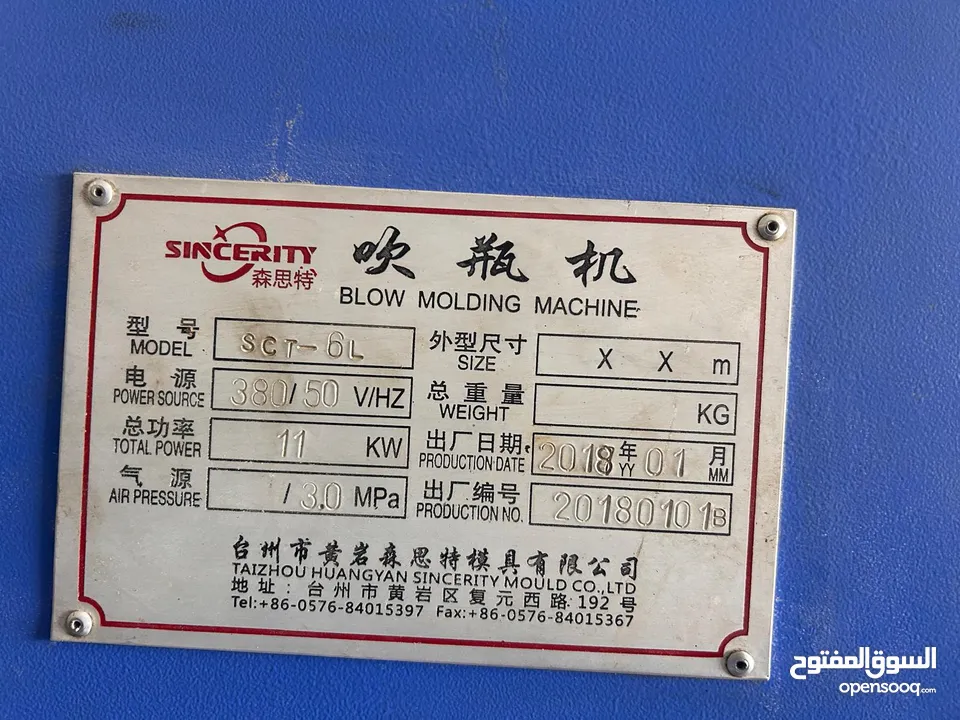 SINCERITY
森思特
吹瓶机
BLOW MOLDING MACHINE
型号 MODEL SCT-6L
外型尺寸 SIZE X X m
电源 POWER SOURCE 380/50 V/HZ
总重量 WEIGHT KG
总功率 TOTAL POWER 11 KW
出厂日期 PRODUCTION DATE 2018 年 YY 01 月 MM
气源 AIR PRESSURE / 3.0 MPa
出厂编号 PRODUCTION NO. 20180101B
台州市黄岩森思特模具有限公司
TAIZHOU HUANGYAN SINCERITY MOULD CO.,LTD
地址: 台州市黄岩区复元西路192号
Tel:+86-0576-84015397 Fax:+86-0576-84015367
السوق المفتوح
opensooq.com